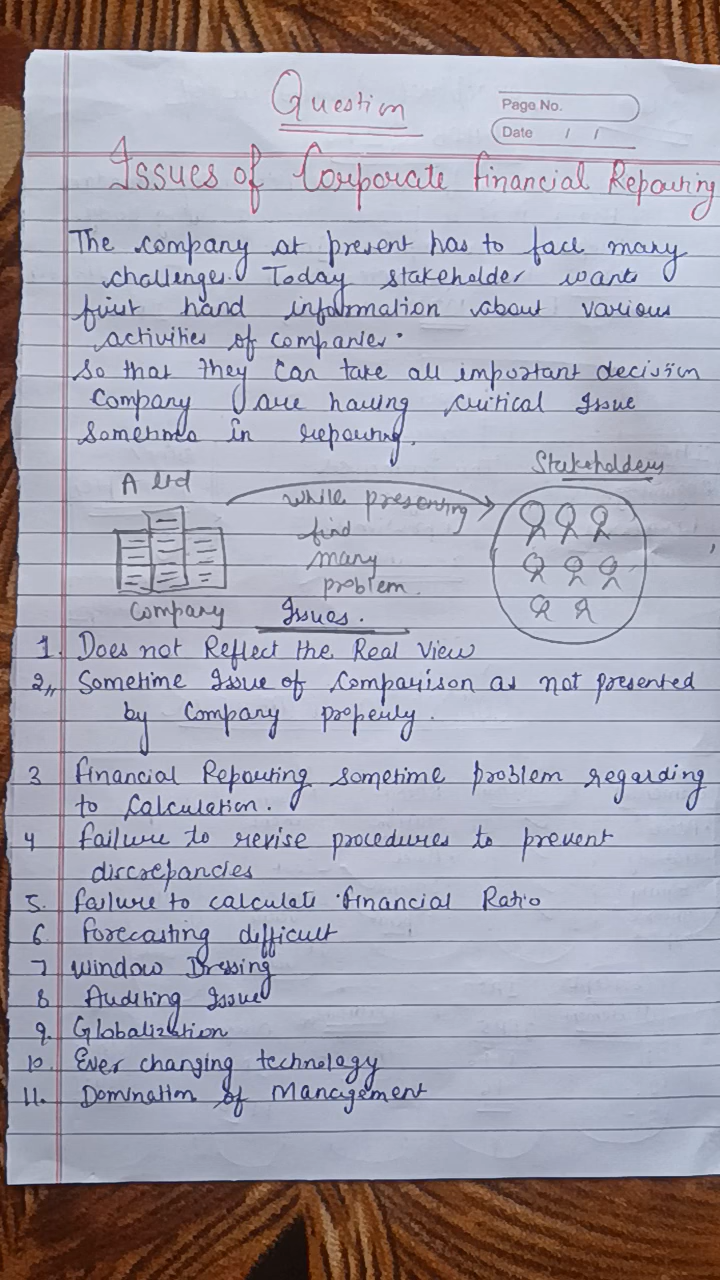 Question
Page No.
Date / /
Issues of Corporate Financial Reporting
The company at present has to face many
challenges. Today stakeholder wants
first hand information about various
activities of companies.
So that they can take all important decision
Company are having critical Issue
Sometimes in reporting.
Stakeholders
A ltd
while presenting
find
many
problem.
Company
Issues.
1. Does not Reflect the Real View
2,, Sometime Issue of Comparison as not presented
by Company properly.
3 financial Reporting sometime problem regarding
to Calculation.
4 failure to revise procedures to prevent
discrepancies
5. failure to calculate financial Ratio
6 forecasting difficult
7 Window Dressing
8 Auditing Issue
9. Globalization
10. Ever changing technology
11. Domination of Management